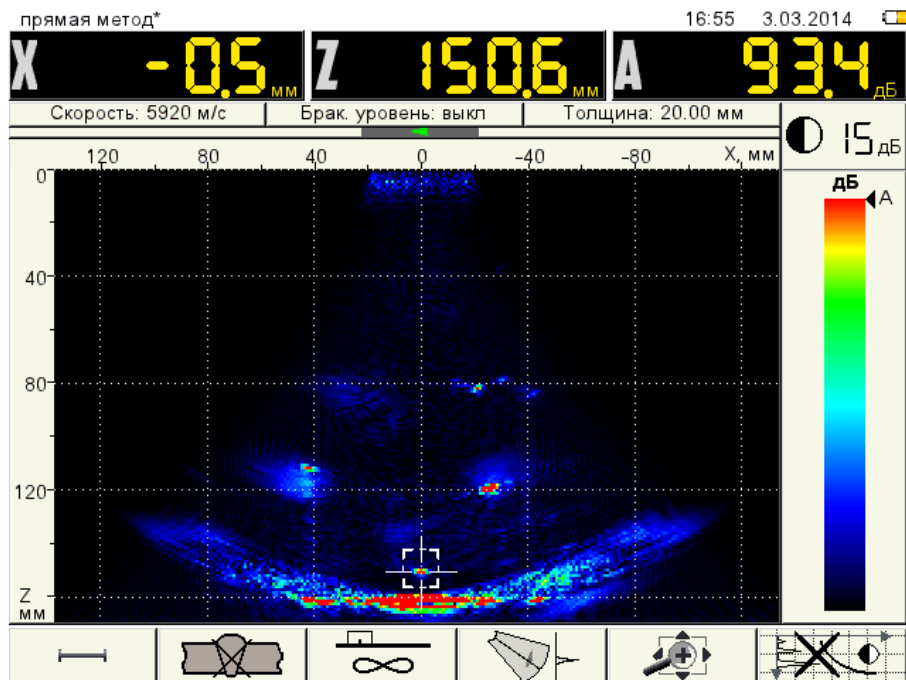 прямая метод* 16:55 3.03.2014
X -0.5 мм Z 150.6 мм A 93.4 дБ
Скорость: 5920 м/с Брак. уровень: выкл Толщина: 20.00 мм
15 дБ
120 80 40 0 -40 -80 X, мм
дБ
A
0
40
80
120
Z
мм